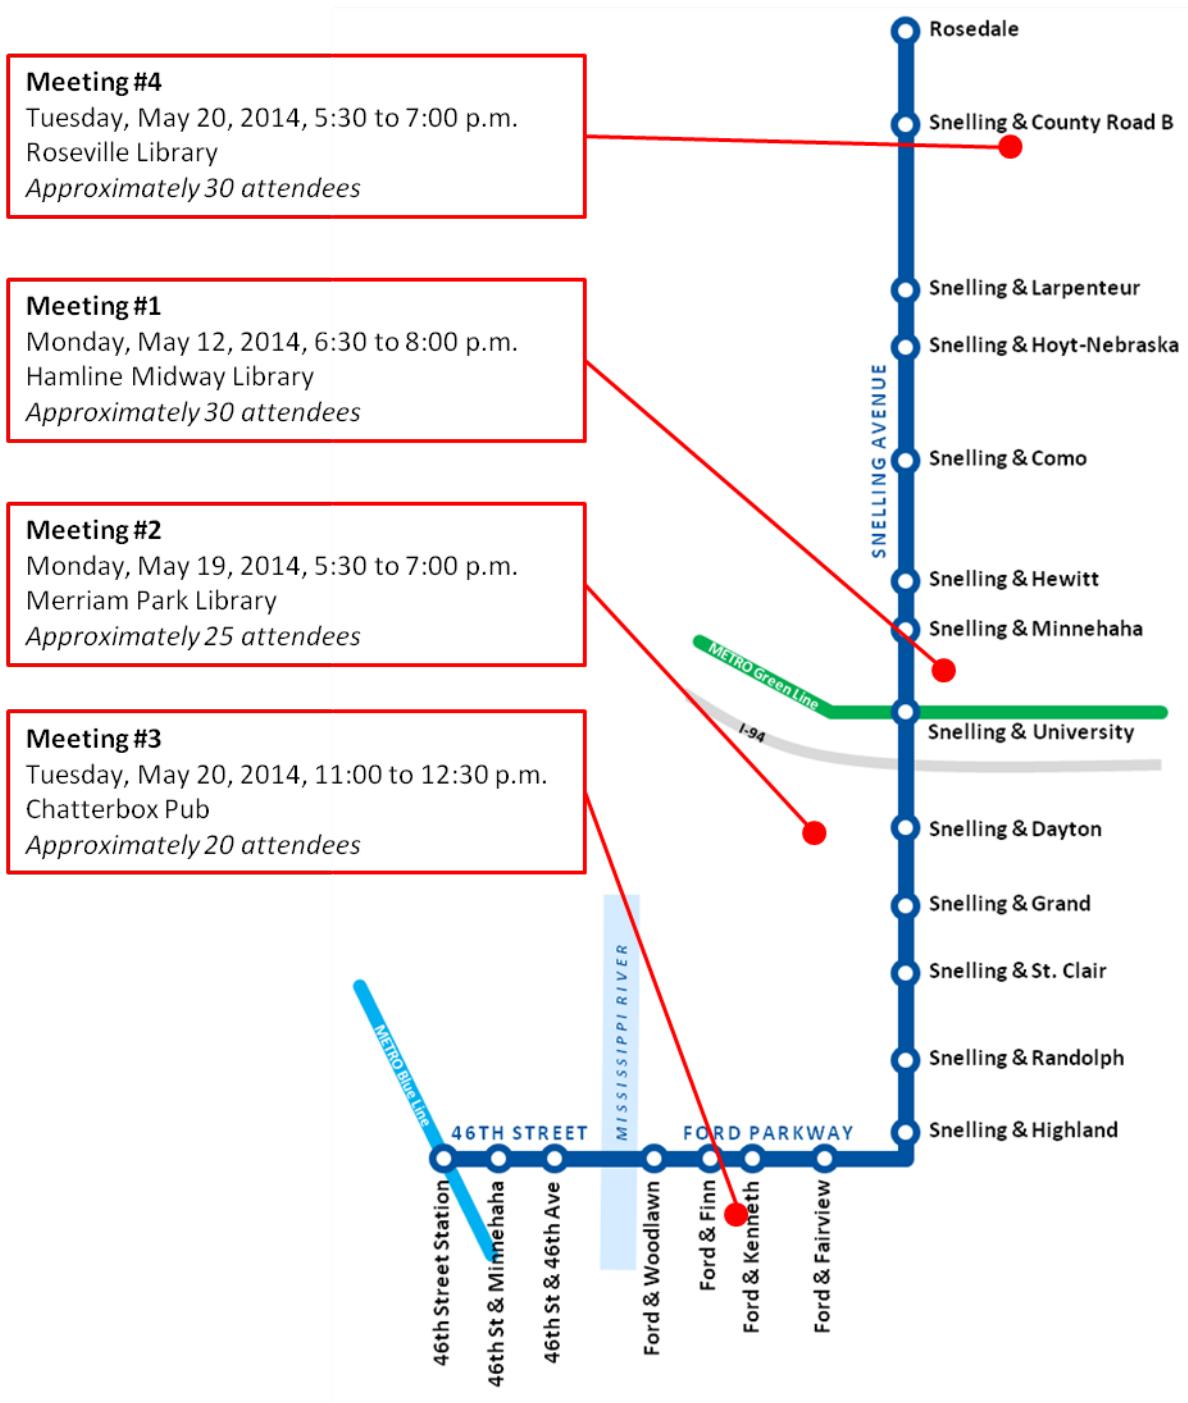 Meeting #4
Tuesday, May 20, 2014, 5:30 to 7:00 p.m.
Roseville Library
Approximately 30 attendees
Meeting #1
Monday, May 12, 2014, 6:30 to 8:00 p.m.
Hamline Midway Library
Approximately 30 attendees
Meeting #2
Monday, May 19, 2014, 5:30 to 7:00 p.m.
Merriam Park Library
Approximately 25 attendees
Meeting #3
Tuesday, May 20, 2014, 11:00 to 12:30 p.m.
Chatterbox Pub
Approximately 20 attendees
Rosedale
Snelling & County Road B
Snelling & Larpenteur
Snelling & Hoyt-Nebraska
SNELLING AVENUE
Snelling & Como
Snelling & Hewitt
Snelling & Minnehaha
METRO Green Line
I-94
Snelling & University
Snelling & Dayton
Snelling & Grand
Snelling & St. Clair
Snelling & Randolph
Snelling & Highland
MISSISSIPPI RIVER
METRO Blue Line
46TH STREET
FORD PARKWAY
46th Street Station
46th St & Minnehaha
46th St & 46th Ave
Ford & Woodlawn
Ford & Finn
Ford & Kenneth
Ford & Fairview